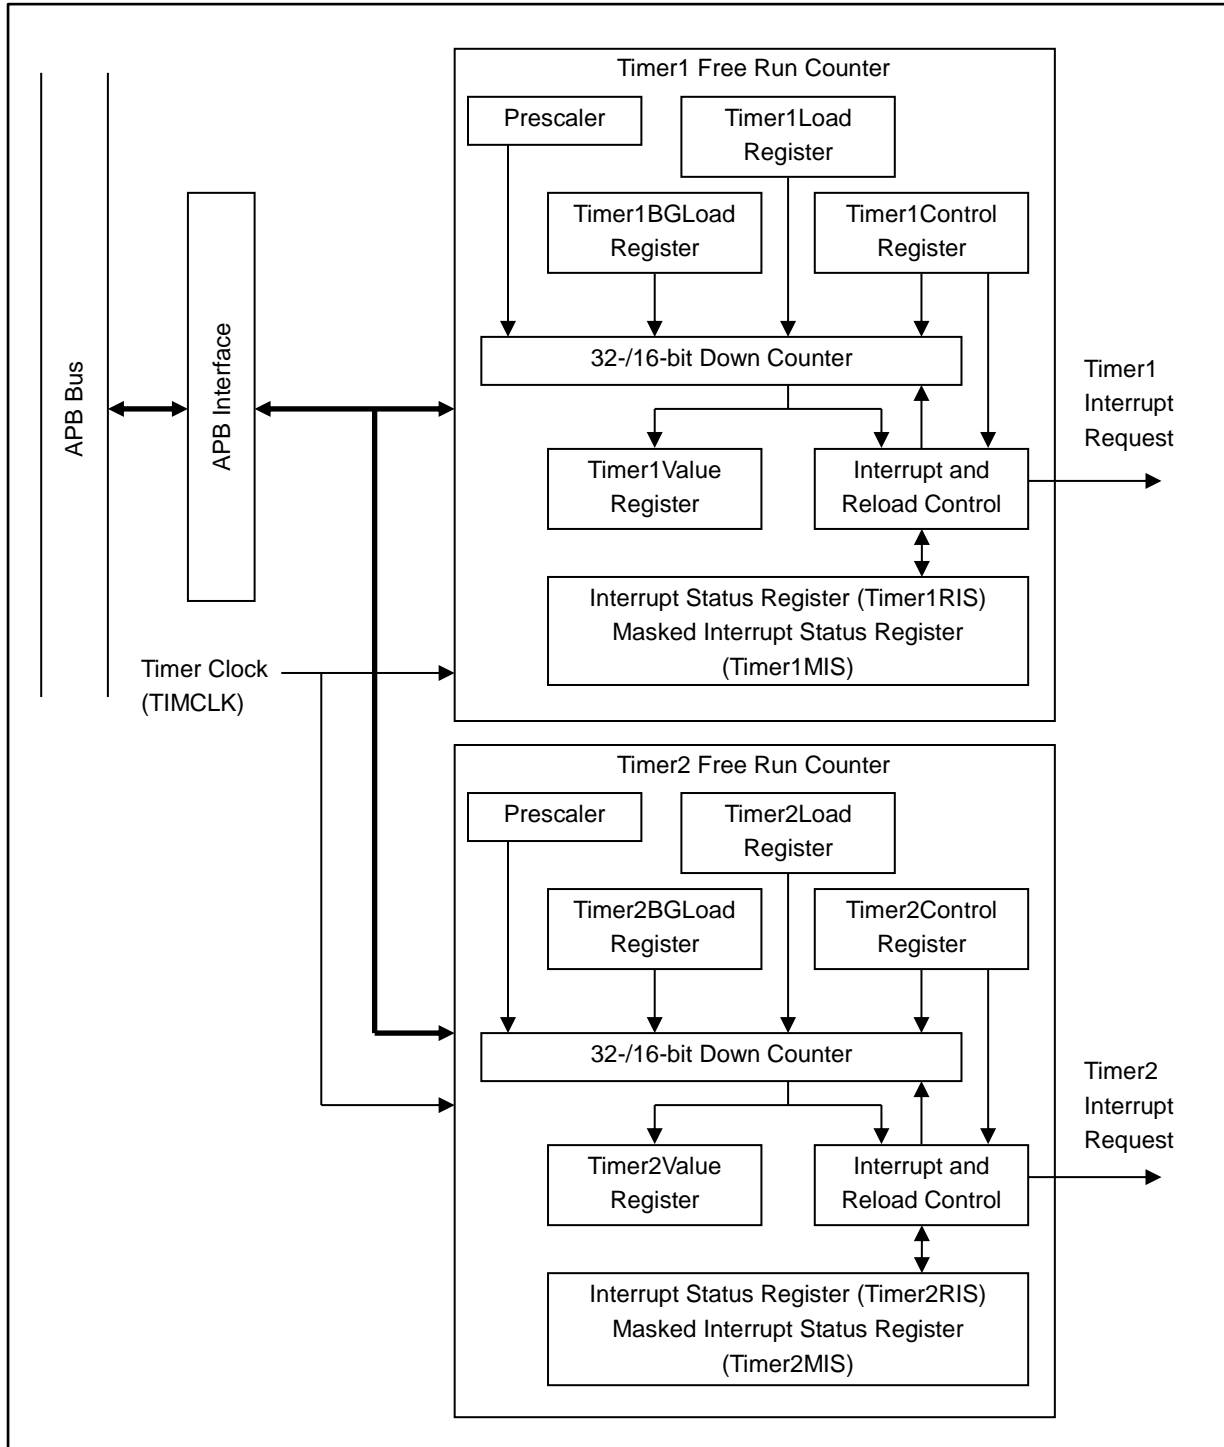 Timer1 Free Run Counter
Prescaler
Timer1Load
Register
Timer1BGLoad
Register
Timer1Control
Register
APB Bus
APB Interface
32-/16-bit Down Counter
Timer1
Interrupt
Request
Timer1Value
Register
Interrupt and
Reload Control
Interrupt Status Register (Timer1RIS)
Masked Interrupt Status Register
(Timer1MIS)
Timer Clock
(TIMCLK)
Timer2 Free Run Counter
Prescaler
Timer2Load
Register
Timer2BGLoad
Register
Timer2Control
Register
32-/16-bit Down Counter
Timer2
Interrupt
Request
Timer2Value
Register
Interrupt and
Reload Control
Interrupt Status Register (Timer2RIS)
Masked Interrupt Status Register
(Timer2MIS)